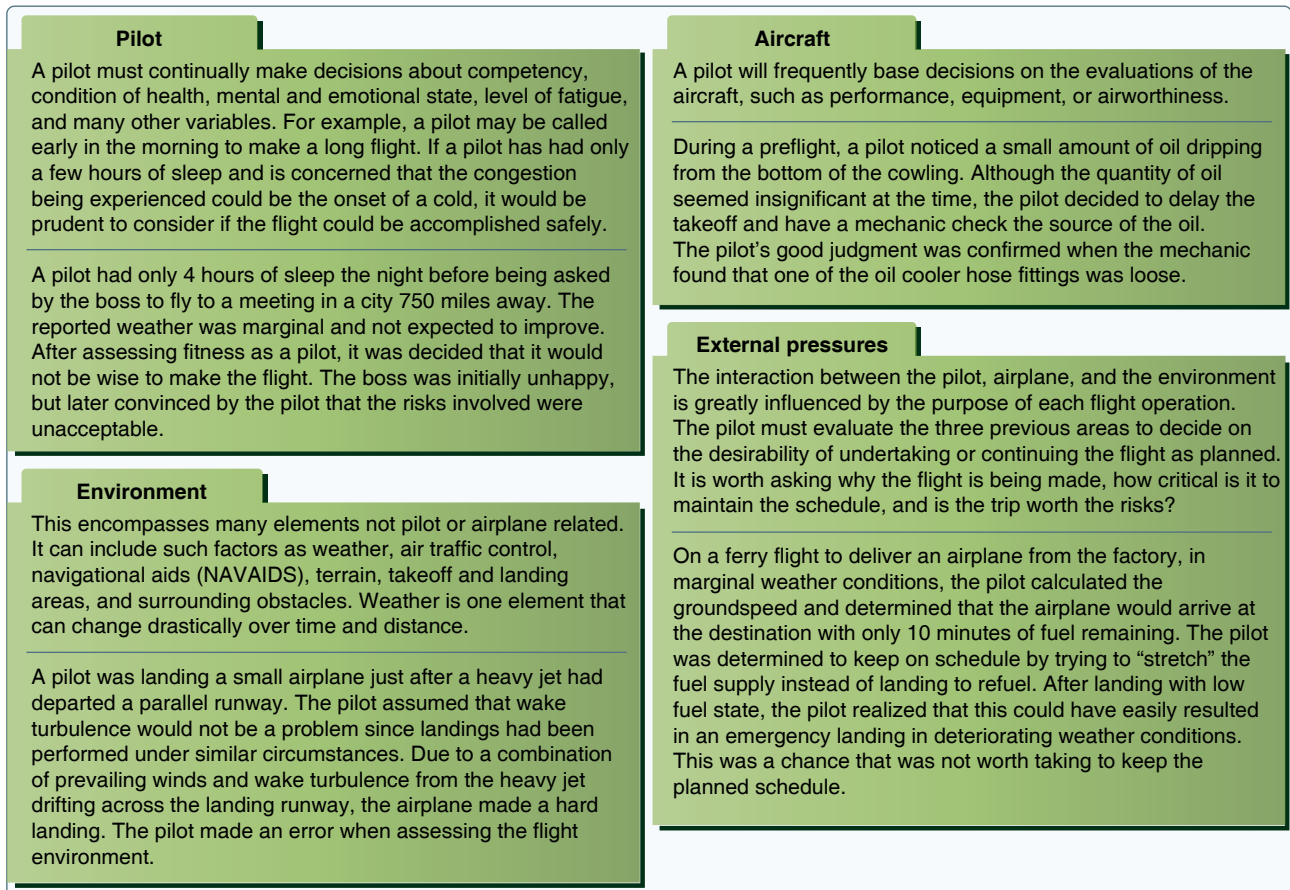 Pilot
A pilot must continually make decisions about competency,
condition of health, mental and emotional state, level of fatigue,
and many other variables. For example, a pilot may be called
early in the morning to make a long flight. If a pilot has had only
a few hours of sleep and is concerned that the congestion
being experienced could be the onset of a cold, it would be
prudent to consider if the flight could be accomplished safely.
A pilot had only 4 hours of sleep the night before being asked
by the boss to fly to a meeting in a city 750 miles away. The
reported weather was marginal and not expected to improve.
After assessing fitness as a pilot, it was decided that it would
not be wise to make the flight. The boss was initially unhappy,
but later convinced by the pilot that the risks involved were
unacceptable.
Environment
This encompasses many elements not pilot or airplane related.
It can include such factors as weather, air traffic control,
navigational aids (NAVAIDS), terrain, takeoff and landing
areas, and surrounding obstacles. Weather is one element that
can change drastically over time and distance.
A pilot was landing a small airplane just after a heavy jet had
departed a parallel runway. The pilot assumed that wake
turbulence would not be a problem since landings had been
performed under similar circumstances. Due to a combination
of prevailing winds and wake turbulence from the heavy jet
drifting across the landing runway, the airplane made a hard
landing. The pilot made an error when assessing the flight
environment.
Aircraft
A pilot will frequently base decisions on the evaluations of the
aircraft, such as performance, equipment, or airworthiness.
During a preflight, a pilot noticed a small amount of oil dripping
from the bottom of the cowling. Although the quantity of oil
seemed insignificant at the time, the pilot decided to delay the
takeoff and have a mechanic check the source of the oil.
The pilot's good judgment was confirmed when the mechanic
found that one of the oil cooler hose fittings was loose.
External pressures
The interaction between the pilot, airplane, and the environment
is greatly influenced by the purpose of each flight operation.
The pilot must evaluate the three previous areas to decide on
the desirability of undertaking or continuing the flight as planned.
It is worth asking why the flight is being made, how critical is it to
maintain the schedule, and is the trip worth the risks?
On a ferry flight to deliver an airplane from the factory, in
marginal weather conditions, the pilot calculated the
groundspeed and determined that the airplane would arrive at
the destination with only 10 minutes of fuel remaining. The pilot
was determined to keep on schedule by trying to “stretch” the
fuel supply instead of landing to refuel. After landing with low
fuel state, the pilot realized that this could have easily resulted
in an emergency landing in deteriorating weather conditions.
This was a chance that was not worth taking to keep the
planned schedule.